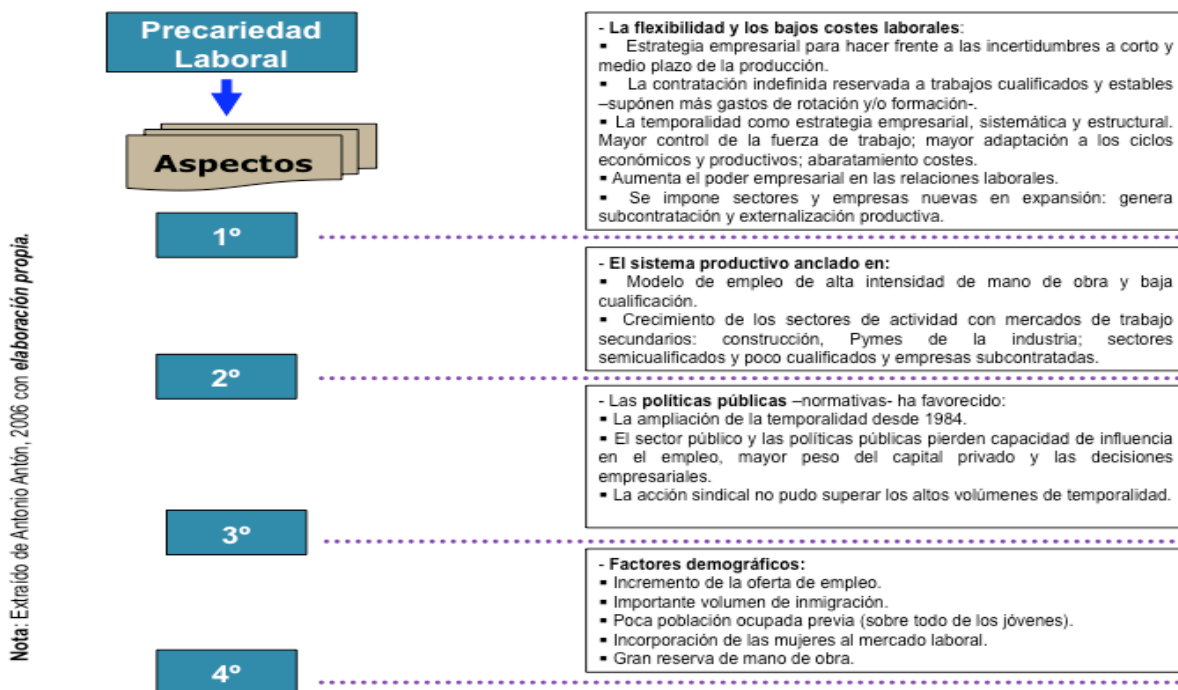 Precariedad
Laboral
Aspectos
- La flexibilidad y los bajos costes laborales:
▪ Estrategia empresarial para hacer frente a las incertidumbres a corto y
medio plazo de la producción.
▪ La contratación indefinida reservada a trabajos cualificados y estables
–supónen más gastos de rotación y/o formación-.
▪ La temporalidad como estrategia empresarial, sistemática y estructural.
Mayor control de la fuerza de trabajo; mayor adaptación a los ciclos
económicos y productivos; abaratamiento costes.
▪ Aumenta el poder empresarial en las relaciones laborales.
▪ Se impone sectores y empresas nuevas en expansión: genera
subcontratación y externalización productiva.
1º
- El sistema productivo anclado en:
▪ Modelo de empleo de alta intensidad de mano de obra y baja
cualificación.
▪ Crecimiento de los sectores de actividad con mercados de trabajo
secundarios: construcción, Pymes de la industria; sectores
semicualificados y poco cualificados y empresas subcontratadas.
2º
- Las políticas públicas –normativas- ha favorecido:
▪ La ampliación de la temporalidad desde 1984.
▪ El sector público y las políticas públicas pierden capacidad de influencia
en el empleo, mayor peso del capital privado y las decisiones
empresariales.
▪ La acción sindical no pudo superar los altos volúmenes de temporalidad.
3º
- Factores demográficos:
▪ Incremento de la oferta de empleo.
▪ Importante volumen de inmigración.
▪ Poca población ocupada previa (sobre todo de los jóvenes).
▪ Incorporación de las mujeres al mercado laboral.
▪ Gran reserva de mano de obra.
4º
Nota: Extraído de Antonio Antón, 2006 con elaboración propia.